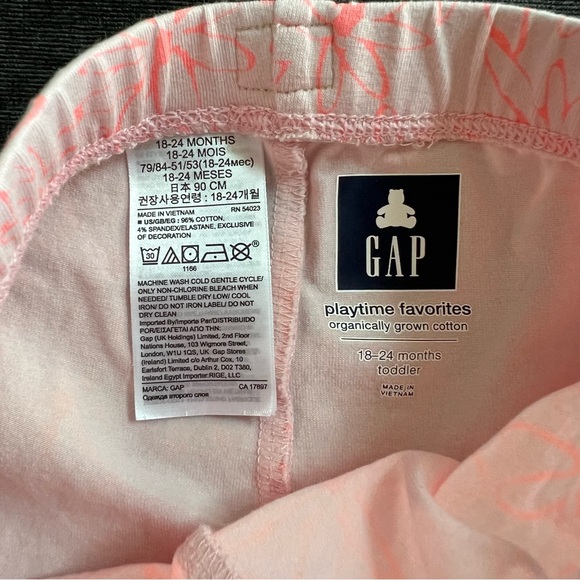 18-24 MONTHS
18-24 MOIS
79/84-51/53(18-24мес)
18-24 MESES
日本 90 CM
권장사용연령 : 18-24개월
MADE IN VIETNAM RN 54023
■ US/GB/EG : 96% COTTON,
4% SPANDEX/ELASTANE, EXCLUSIVE
OF DECORATION
30
1166
MACHINE WASH COLD GENTLE CYCLE/
ONLY NON-CHLORINE BLEACH WHEN
NEEDED/ TUMBLE DRY LOW/ COOL
IRON/ DO NOT IRON LABEL/ DO NOT
DRY CLEAN
Imported By/Importe Par/DISTRIBUIDO
POR/ΕΙΣΑΓΕΤΑΙ ΑΠΟ ΤΗΝ:
Gap (UK Holdings) Limited, 2nd Floor
Nations House, 103 Wigmore Street,
London, W1U 1QS, UK Gap Stores
(Ireland) Limited c/o Arthur Cox, 10
Earlsfort Terrace, Dublin 2, D02 T380,
Ireland Egypt Importer:RIGE, LLC
MARCA: GAP CA 17897
Одежда второго слоя
GAP
playtime favorites
organically grown cotton
18–24 months
toddler
MADE IN
VIETNAM